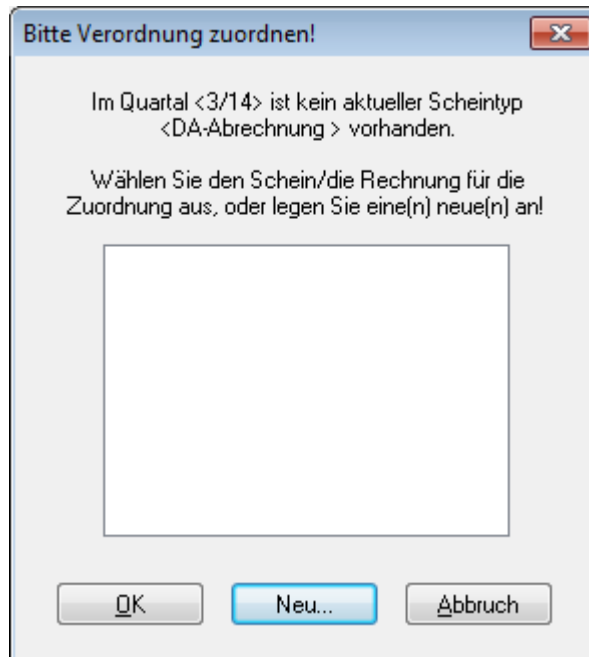 Bitte Verordnung zuordnen!
Im Quartal <3/14> ist kein aktueller Scheintyp
<DA-Abrechnung > vorhanden.
Wählen Sie den Schein/die Rechnung für die
Zuordnung aus, oder legen Sie eine(n) neue(n) an!
OK
Neu...
Abbruch